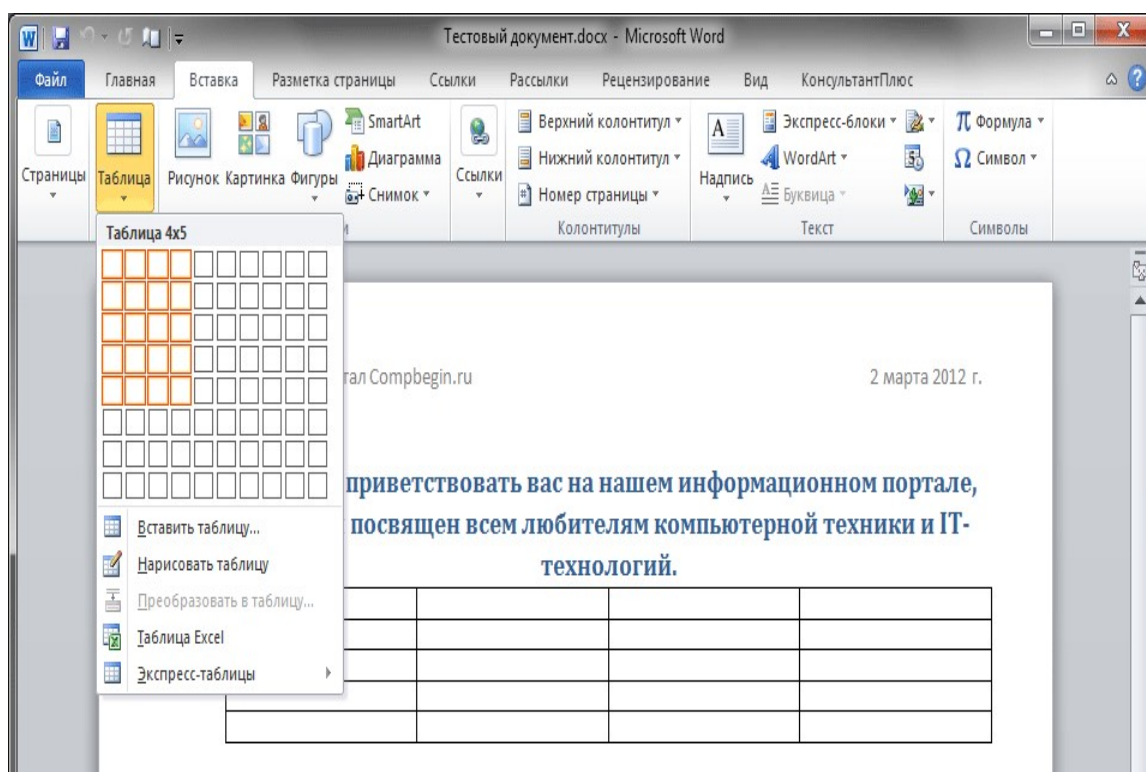 Тестовый документ.docx - Microsoft Word
Файл Главная Вставка Разметка страницы Ссылки Рассылки Рецензирование Вид КонсультантПлюс
Страницы
Таблица
Рисунок Картинка Фигуры
SmartArt
Диаграмма
Снимок
Ссылки
Верхний колонтитул
Нижний колонтитул
Номер страницы
Колонтитулы
Надпись
Экспресс-блоки
WordArt
Буквица
Текст
π Формула
Ω Символ
Символы
Таблица 4x5
Вставить таблицу...
Нарисовать таблицу
Преобразовать в таблицу...
Таблица Excel
Экспресс-таблицы
Compbegin.ru
2 марта 2012 г.
приветствовать вас на нашем информационном портале,
посвящен всем любителям компьютерной техники и IT-
технологий.